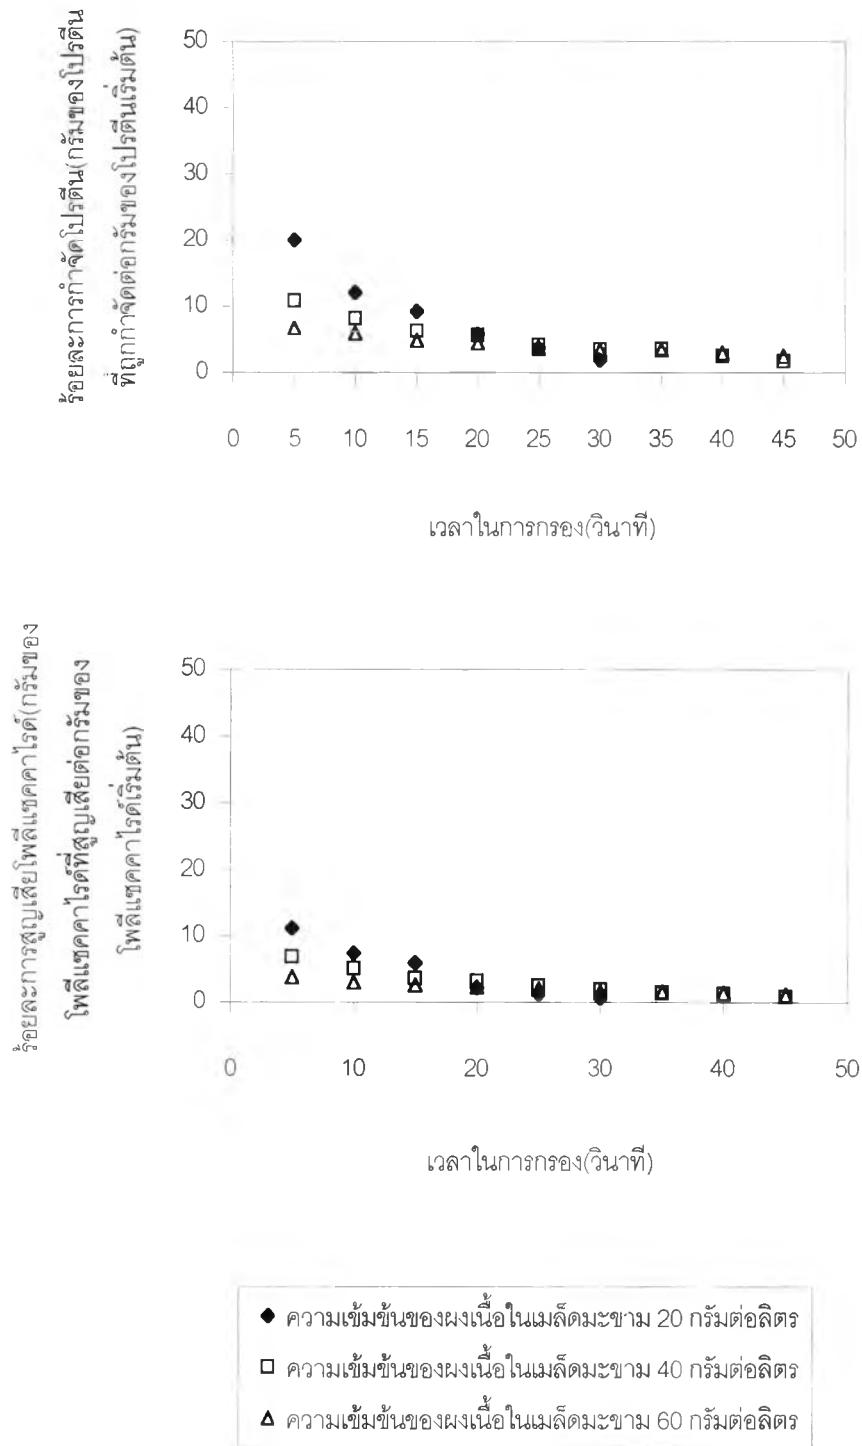 ร้อยละการกำจัดโปรตีน(กรัมของโปรตีน
ที่ถูกกำจัดต่อกรัมของโปรตีนเริ่มต้น)
50
40
30
20
10
0
0 5 10 15 20 25 30 35 40 45 50
เวลาในการกรอง(วินาที)
ร้อยละการสูญเสียโพลีแซคคาไรด์(กรัมของ
โพลีแซคคาไรด์ที่สูญเสียต่อกรัมของ
โพลีแซคคาไรด์เริ่มต้น)
50
40
30
20
10
0
0 10 20 30 40 50
เวลาในการกรอง(วินาที)
ความเข้มข้นของผงเนื้อในเมล็ดมะขาม 20 กรัมต่อลิตร
ความเข้มข้นของผงเนื้อในเมล็ดมะขาม 40 กรัมต่อลิตร
ความเข้มข้นของผงเนื้อในเมล็ดมะขาม 60 กรัมต่อลิตร